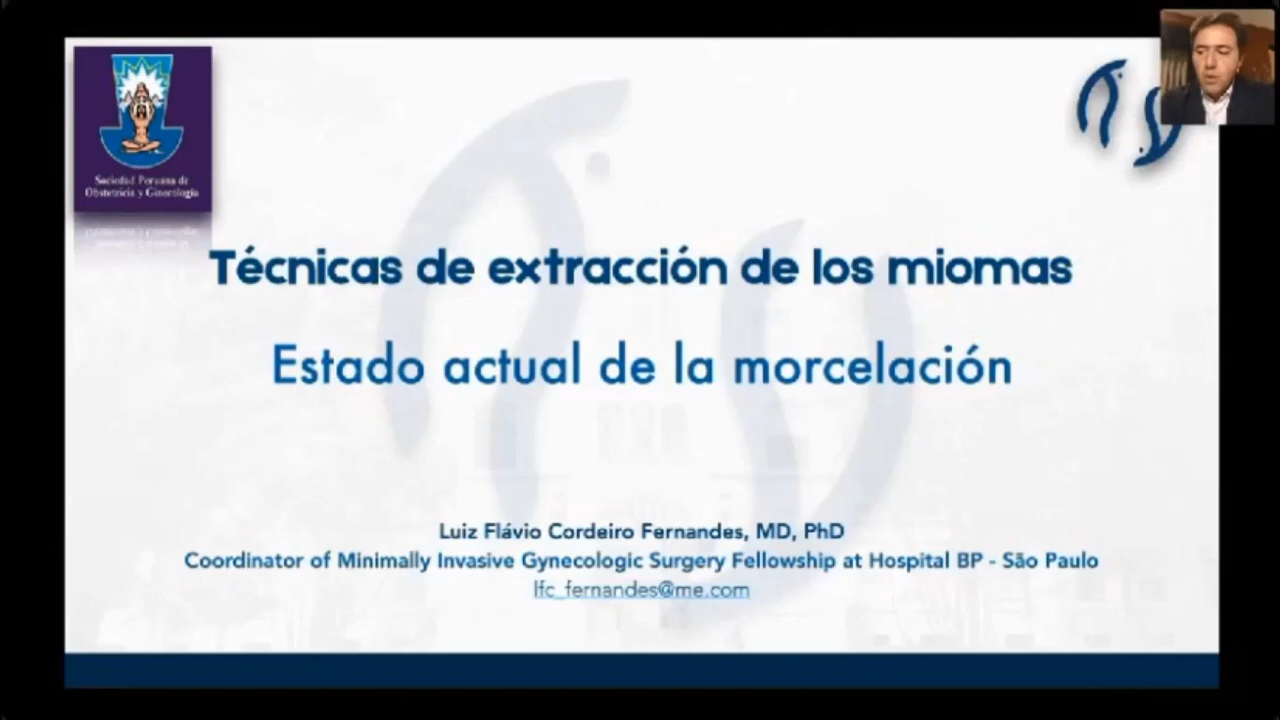 Sociedad Peruana de
Obstetricia y Ginecología
Técnicas de extracción de los miomas
Estado actual de la morcelación
Luiz Flávio Cordeiro Fernandes, MD, PhD
Coordinator of Minimally Invasive Gynecologic Surgery Fellowship at Hospital BP - São Paulo
lfc_fernandes@me.com